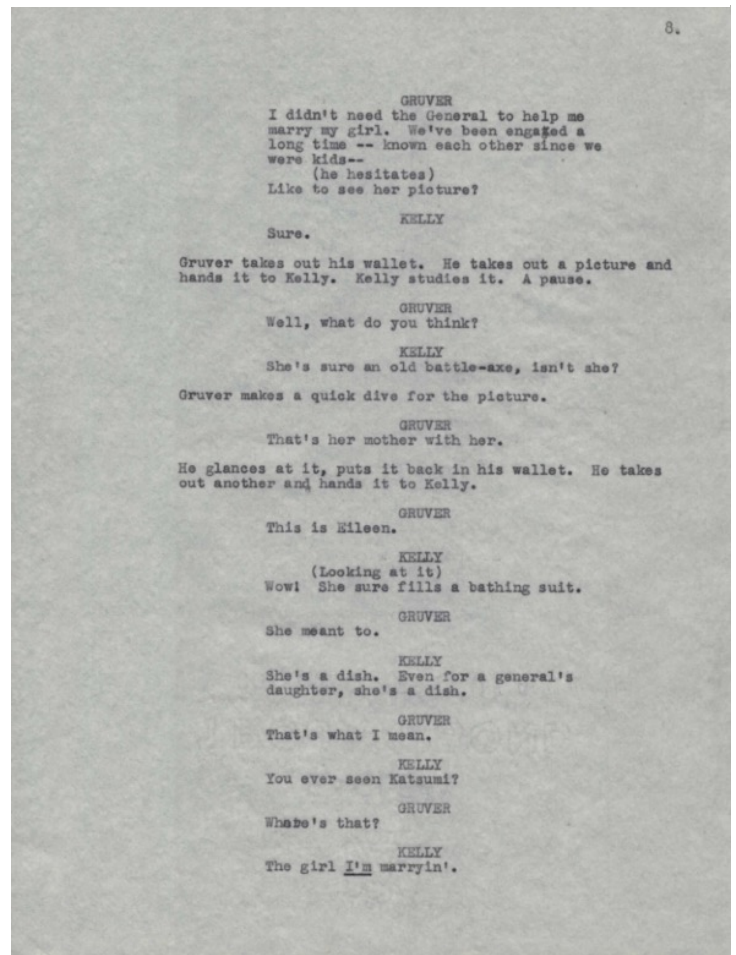 8.
GRUVER
I didn't need the General to help me
marry my girl. We've been engaged a
long time -- known each other since we
were kids--
(he hesitates)
Like to see her picture?
KELLY
Sure.
Gruver takes out his wallet. He takes out a picture and
hands it to Kelly. Kelly studies it. A pause.
GRUVER
Well, what do you think?
KELLY
She's sure an old battle-axe, isn't she?
Gruver makes a quick dive for the picture.
GRUVER
That's her mother with her.
He glances at it, puts it back in his wallet. He takes
out another and hands it to Kelly.
GRUVER
This is Eileen.
KELLY
(Looking at it)
Wow! She sure fills a bathing suit.
GRUVER
She meant to.
KELLY
She's a dish. Even for a general's
daughter, she's a dish.
GRUVER
That's what I mean.
KELLY
You ever seen Katsumi?
GRUVER
is that?
KELLY
The girl I'm marryin'.